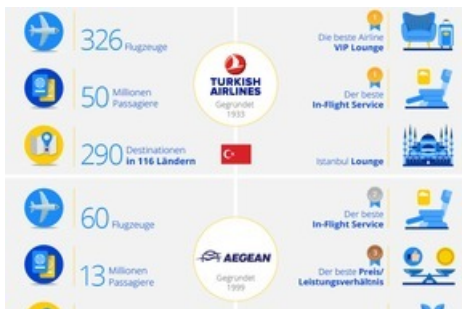 326 Flugzeuge
Die beste Airline
VIP Lounge
TURKISH
AIRLINES
Gegründet
1933
50 Millionen
Passagiere
Der beste
In-Flight Service
290 Destinationen
in 116 Ländern
Istanbul Lounge
60 Flugzeuge
Der beste
In-Flight Service
AEGEAN
Gegründet
1999
13 Millionen
Passagiere
Der beste Preis/
Leistungsverhältnis